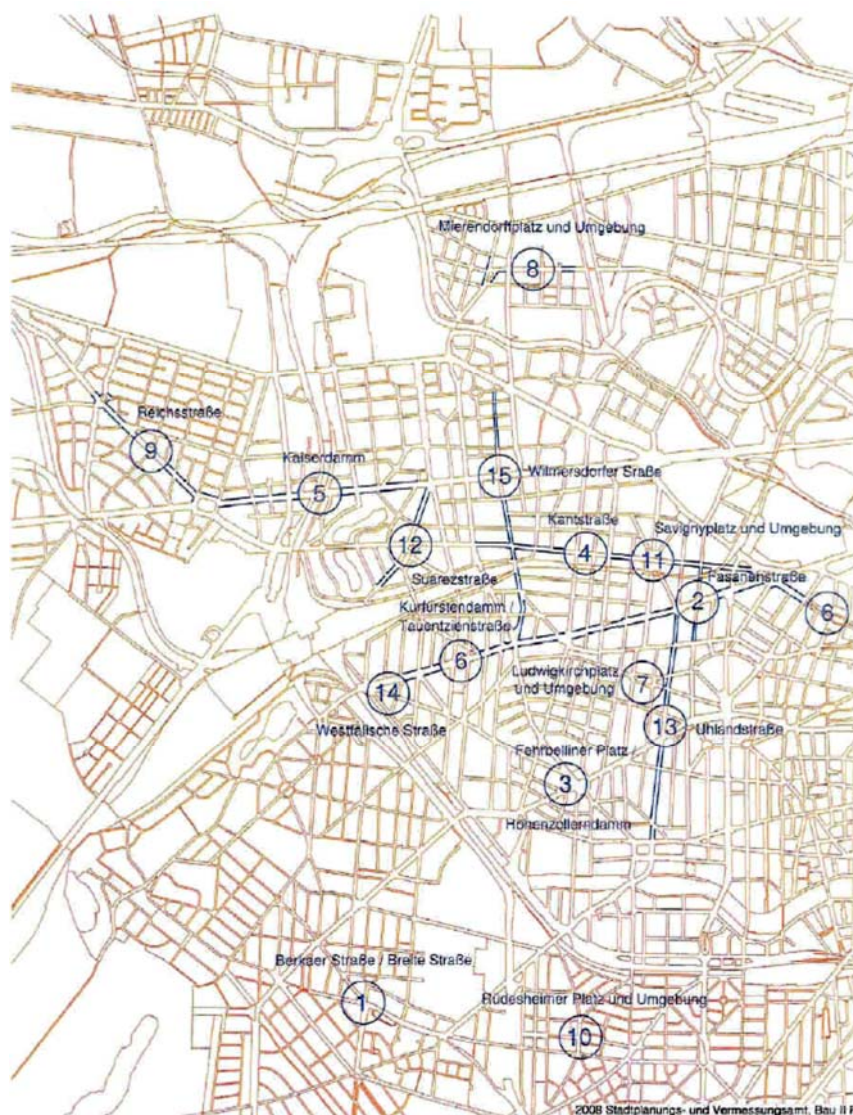 Mierendorffplatz und Umgebung
8
Reichsstraße
9
Kaiserdamm
5
15
Wilmersdorfer Sraße
Kantstraße
4
Savignyplatz und Umgebung
11
12
Suarezstraße
Fasanenstraße
2
6
Kurfürstendamm /
Tauentzienstraße
6
14
Westfälische Straße
Ludwigkirchplatz
und Umgebung
7
13
Uhlandstraße
Fehrbelliner Platz /
3
Hohenzollerndamm
Berkaer Straße / Breite Straße
1
Rüdesheimer Platz und Umgebung
10
2008 Stadtplanungs- und Vermessungsamt, Bau II